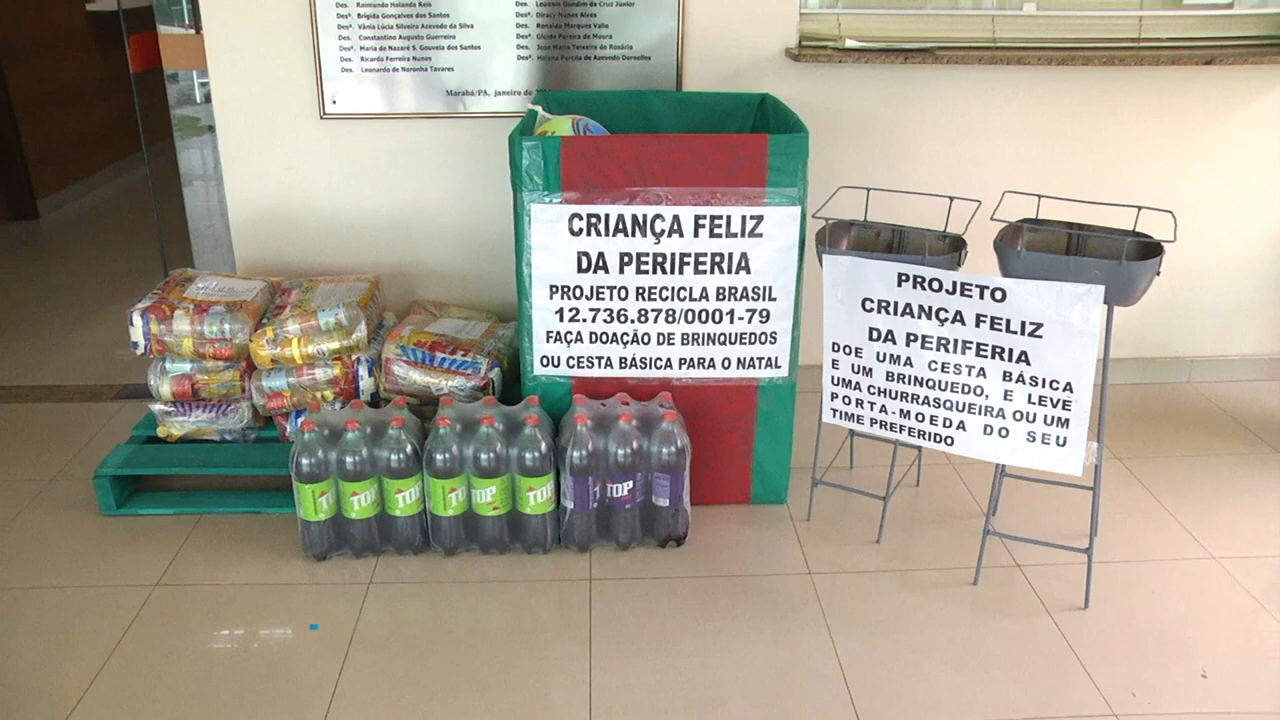 Des. Raimundo Holanda Reis
Desª. Brígida Gonçalves dos Santos
Desª. Vânia Lúcia Silveira Azevedo da Silva
Des. Constantino Augusto Guerreiro
Desª. Maria de Nazaré S. Gouveia dos Santos
Des. Ricardo Ferreira Nunes
Des. Leonardo de Noronha Tavares
Des. Leonam Gondim da Cruz Júnior
Desª. Diracy Nunes Alves
Des. Ronaldo Marques Valle
Desª. Gleide Pereira de Moura
Des. José Maria Teixeira do Rosário
Desª. Helena Percila de Azevedo Dornelles
Marabá/PA, janeiro de
CRIANÇA FELIZ
DA PERIFERIA
PROJETO RECICLA BRASIL
12.736.878/0001-79
FAÇA DOAÇÃO DE BRINQUEDOS
OU CESTA BÁSICA PARA O NATAL
PROJETO
CRIANÇA FELIZ
DA PERIFERIA
DOE UMA CESTA BÁSICA
E UM BRINQUEDO, E LEVE
UMA CHURRASQUEIRA OU UM
PORTA-MOEDA DO SEU
TIME PREFERIDO
TOP
TOP
TOP
TOP
TOP
TOP
TOP